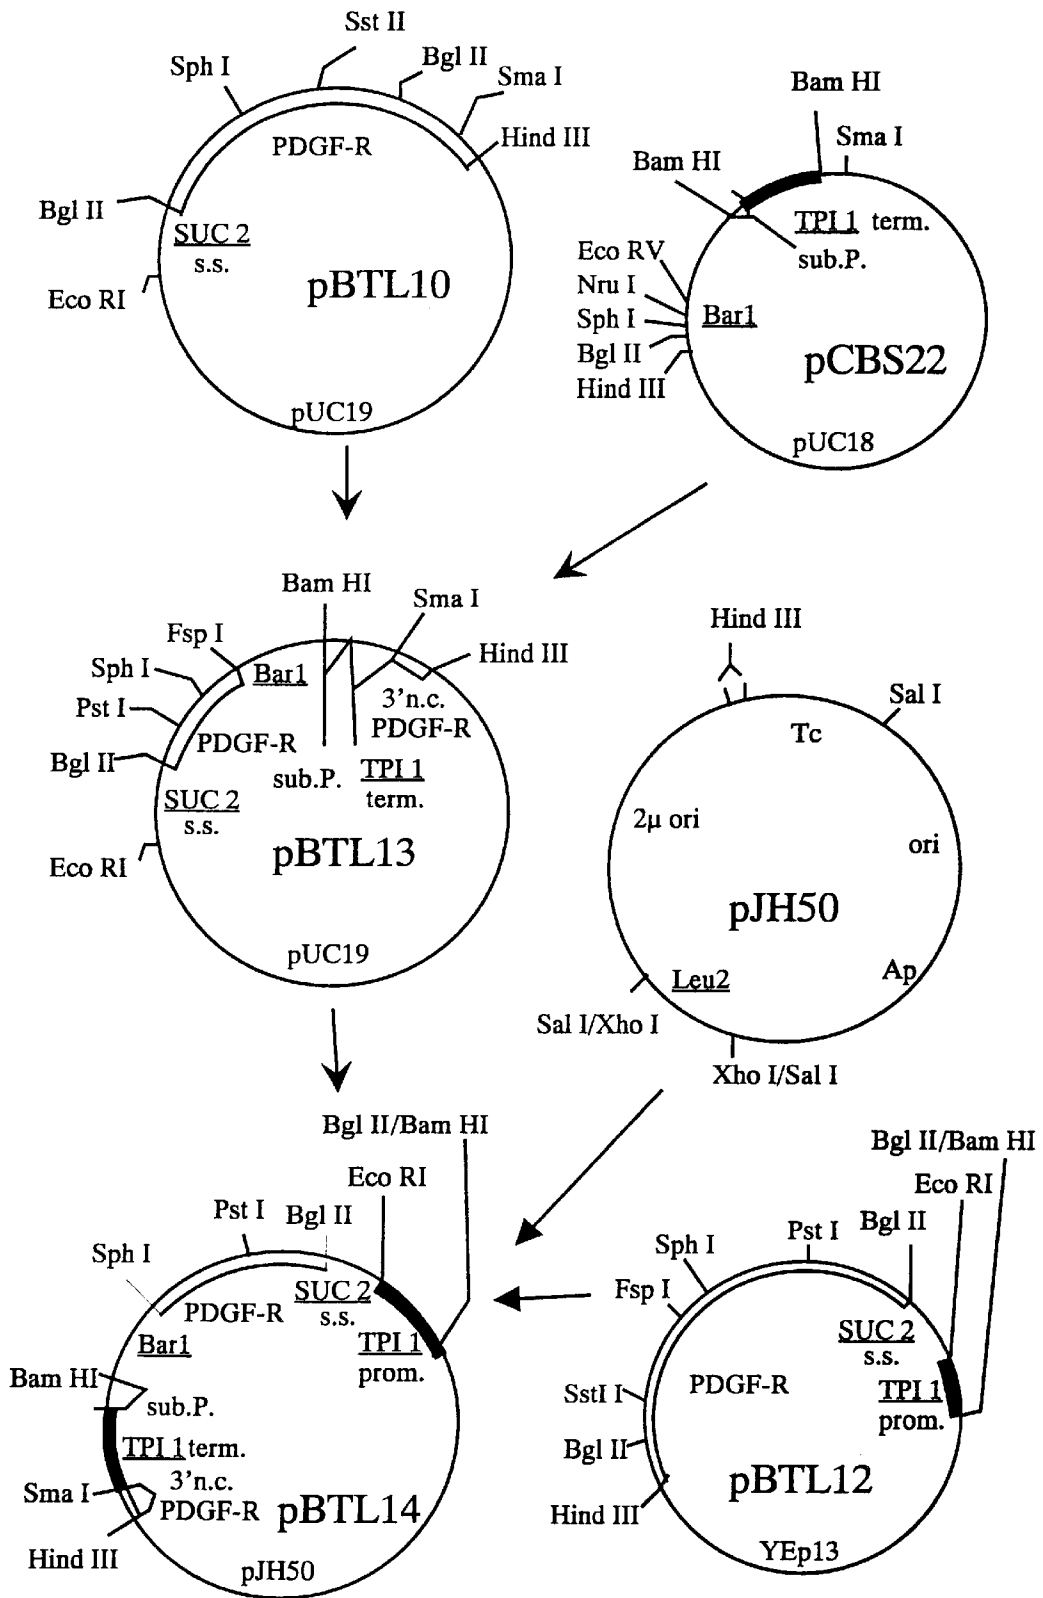 Sst II
Sph I
Bgl II
Sma I
PDGF-R
Hind III
Bgl II
SUC 2
s.s.
Eco RI
pBTL10
pUC19
Bam HI
Sma I
Bam HI
TPI 1 term.
sub.P.
Eco RV
Nru I
Sph I
Bgl II
Hind III
Bar1
pCBS22
pUC18
Bam HI
Sma I
Fsp I
Hind III
Sph I
Bar1
Pst I
3'n.c.
PDGF-R
PDGF-R
Bgl II
sub.P.
TPI 1
term.
SUC 2
s.s.
Eco RI
pBTL13
pUC19
Hind III
Sal I
Tc
2μ ori
ori
pJH50
Leu2
Ap
Sal I/Xho I
Xho I/Sal I
Bgl II/Bam HI
Eco RI
Pst I
Bgl II
Sph I
SUC 2
s.s.
PDGF-R
Bar1
TPI 1
prom.
Bam HI
sub.P.
TPI 1 term.
3'n.c.
PDGF-R
Sma I
Hind III
pBTL14
pJH50
Bgl II/Bam HI
Eco RI
Pst I
Bgl II
Sph I
Fsp I
SUC 2
s.s.
PDGF-R
TPI 1
prom.
SstI I
Bgl II
Hind III
pBTL12
YEp13